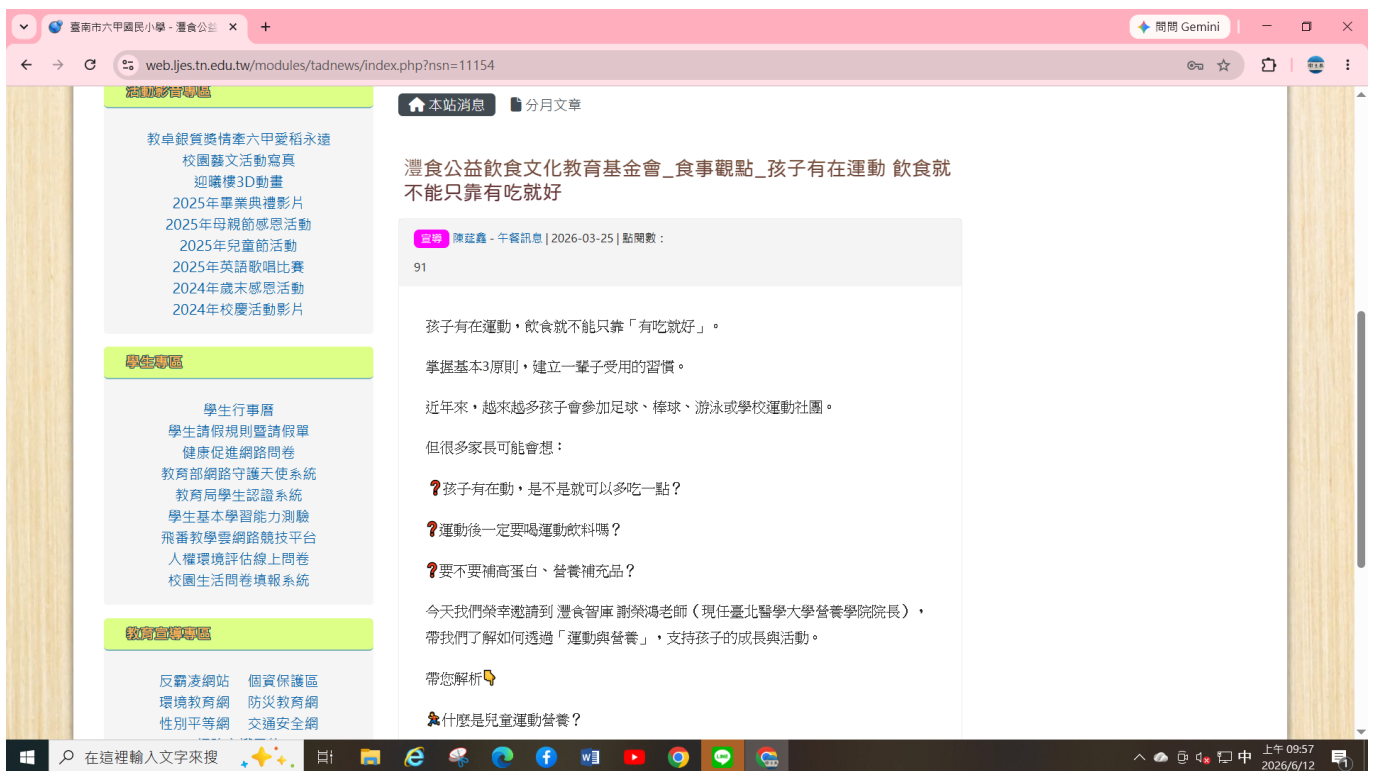 臺南市六甲國民小學 - 灃食公益
問問 Gemini
web.ljes.tn.edu.tw/modules/tadnews/index.php?nsn=11154
活動影音專區
教卓銀質獎情牽六甲愛稻永遠
校園藝文活動寫真
迎曦樓3D動畫
2025年畢業典禮影片
2025年母親節感恩活動
2025年兒童節活動
2025年英語歌唱比賽
2024年歲末感恩活動
2024年校慶活動影片
學生專區
學生行事曆
學生請假規則暨請假單
健康促進網路問卷
教育部網路守護天使系統
教育局學生認證系統
學生基本學習能力測驗
飛番教學雲網路競技平台
人權環境評估線上問卷
校園生活問卷填報系統
教育宣導專區
反霸凌網站 個資保護區
環境教育網 防災教育網
性別平等網 交通安全網
本站消息 分月文章
灃食公益飲食文化教育基金會_食事觀點_孩子有在運動 飲食就
不能只靠有吃就好
宣導 陳莛鑫 - 午餐訊息 | 2026-03-25 | 點閱數：
91
孩子有在運動，飲食就不能只靠「有吃就好」。
掌握基本3原則，建立一輩子受用的習慣。
近年來，越來越多孩子會參加足球、棒球、游泳或學校運動社團。
但很多家長可能會想：
❓孩子有在動，是不是就可以多吃一點？
❓運動後一定要喝運動飲料嗎？
❓要不要補高蛋白、營養補充品？
今天我們榮幸邀請到 灃食智庫 謝榮鴻老師（現任臺北醫學大學營養學院院長），
帶我們了解如何透過「運動與營養」，支持孩子的成長與活動。
帶您解析👇
什麼是兒童運動營養？
在這裡輸入文字來搜
中
上午 09:57
2026/6/12